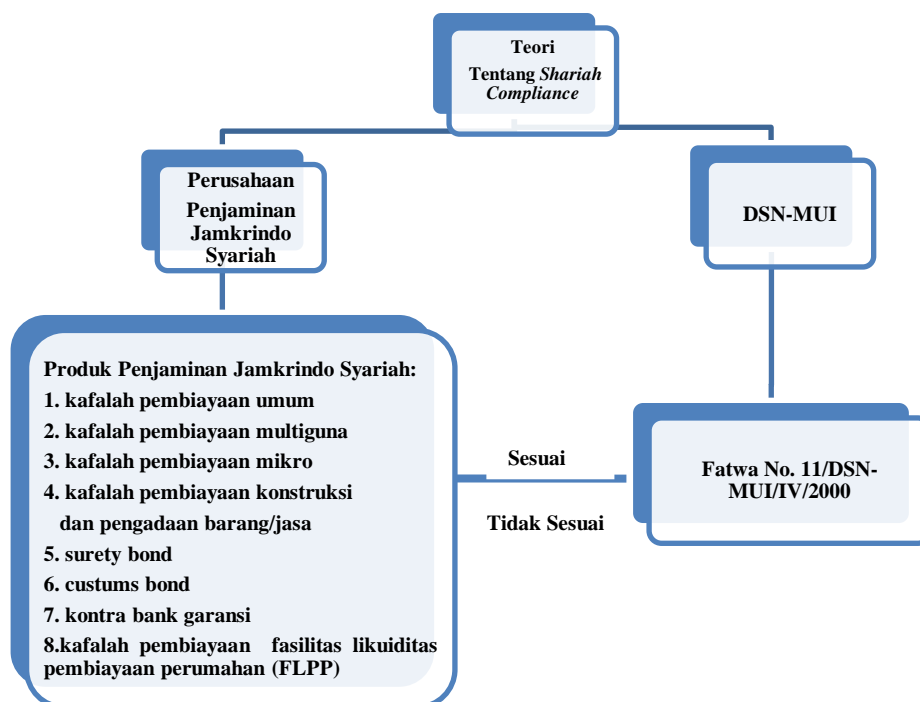 Teori
Tentang Shariah
Compliance
Perusahaan
Penjaminan
Jamkrindo
Syariah
DSN-MUI
Produk Penjaminan Jamkrindo Syariah:
1. kafalah pembiayaan umum
2. kafalah pembiayaan multiguna
3. kafalah pembiayaan mikro
4. kafalah pembiayaan konstruksi
dan pengadaan barang/jasa
5. surety bond
6. custums bond
7. kontra bank garansi
8.kafalah pembiayaan fasilitas likuiditas
pembiayaan perumahan (FLPP)
Sesuai
Tidak Sesuai
Fatwa No. 11/DSN-
MUI/IV/2000